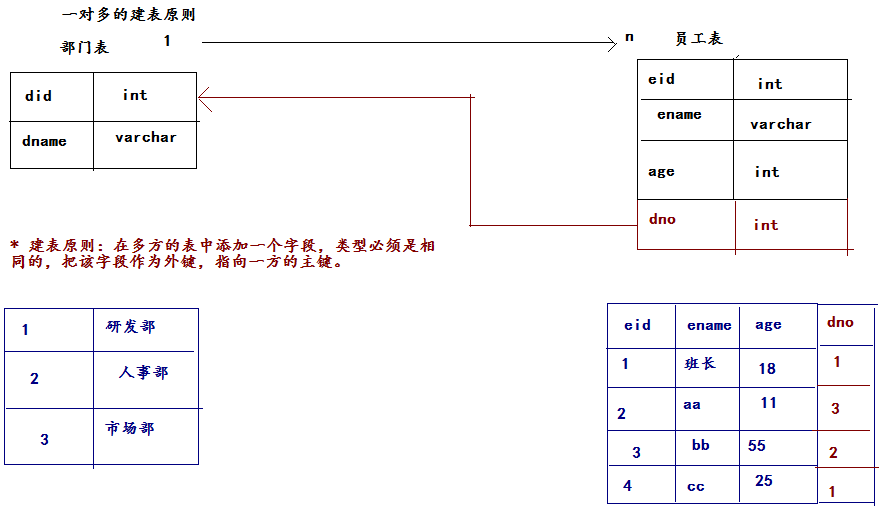 一对多的建表原则
部门表 1 n 员工表
did int
dname varchar
eid int
ename varchar
age int
dno int
* 建表原则：在多方的表中添加一个字段，类型必须是相
同的，把该字段作为外键，指向一方的主键。
1 研发部
2 人事部
3 市场部
eid ename age dno
1 班长 18 1
2 aa 11 3
3 bb 55 2
4 cc 25 1